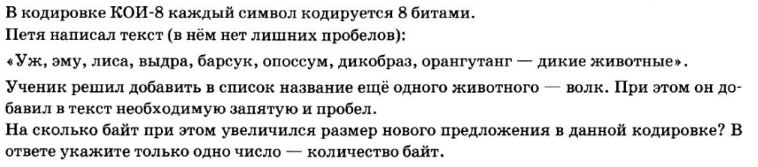 В кодировке КОИ-8 каждый символ кодируется 8 битами.
Петя написал текст (в нём нет лишних пробелов):
«Уж, эму, лиса, выдра, барсук, опоссум, дикобраз, орангутанг — дикие животные».
Ученик решил добавить в список название ещё одного животного — волк. При этом он до-
бавил в текст необходимую запятую и пробел.
На сколько байт при этом увеличился размер нового предложения в данной кодировке? В
ответе укажите только одно число — количество байт.